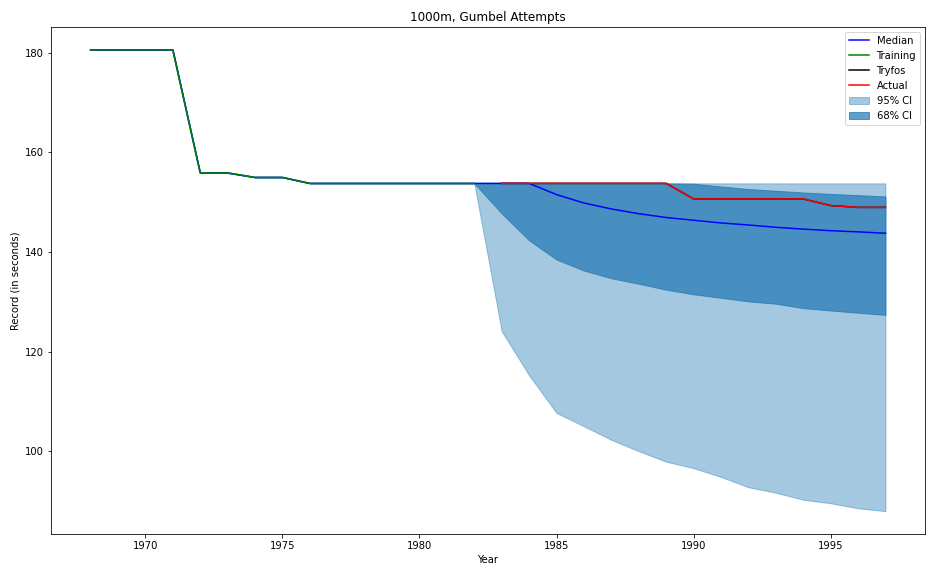 1000m, Gumbel Attempts
Median
Training
Tryfos
Actual
95% CI
68% CI
180
160
140
120
100
Record (in seconds)
1970
1975
1980
1985
1990
1995
Year